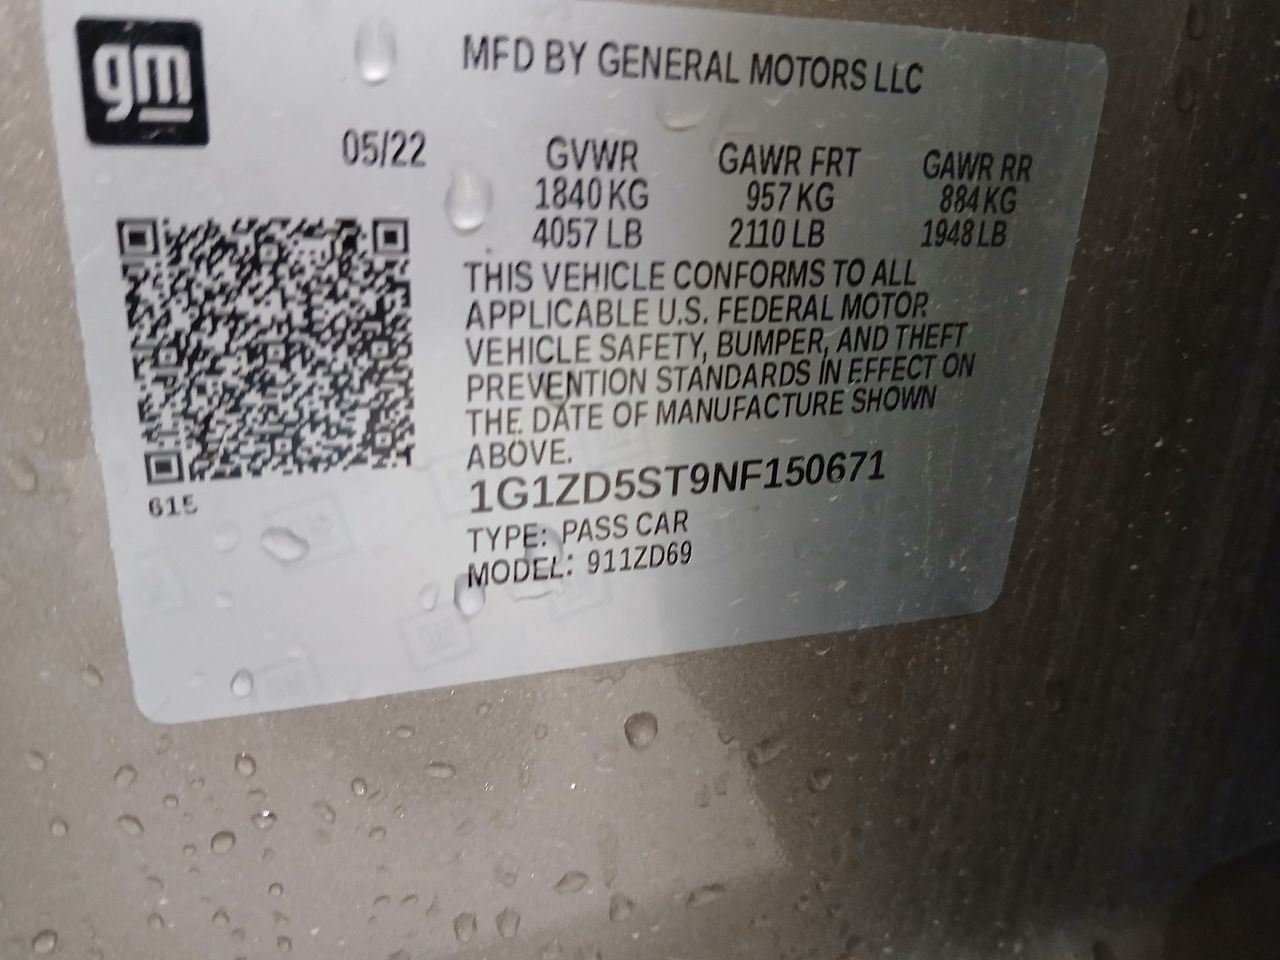 gm
MFD BY GENERAL MOTORS LLC
05/22
GVWR GAWR FRT GAWR RR
1840 KG 957 KG 884 KG
4057 LB 2110 LB 1948 LB
THIS VEHICLE CONFORMS TO ALL
APPLICABLE U.S. FEDERAL MOTOR
VEHICLE SAFETY, BUMPER, AND THEFT
PREVENTION STANDARDS IN EFFECT ON
THE DATE OF MANUFACTURE SHOWN
ABOVE.
1G1ZD5ST9NF150671
TYPE: PASS CAR
MODEL: 911ZD69
615
GM
GM